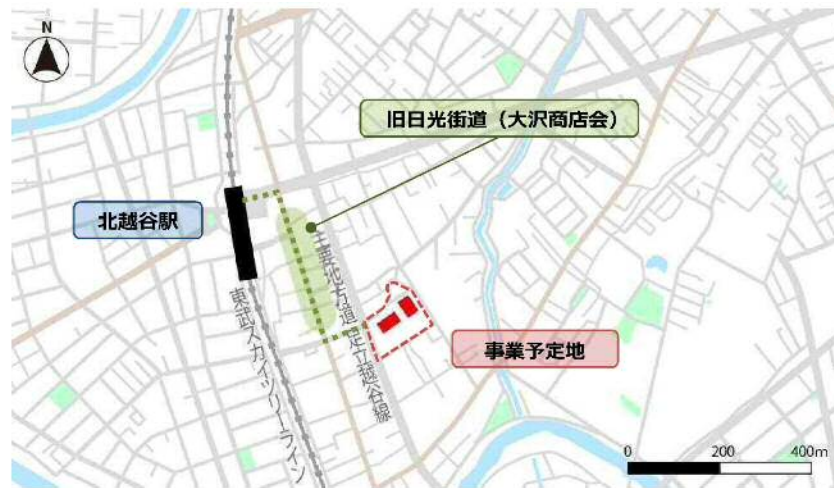 N
旧日光街道（大沢商店会）
北越谷駅
主要地方道 足立越谷線
東武スカイツリーライン
事業予定地
0 200 400m